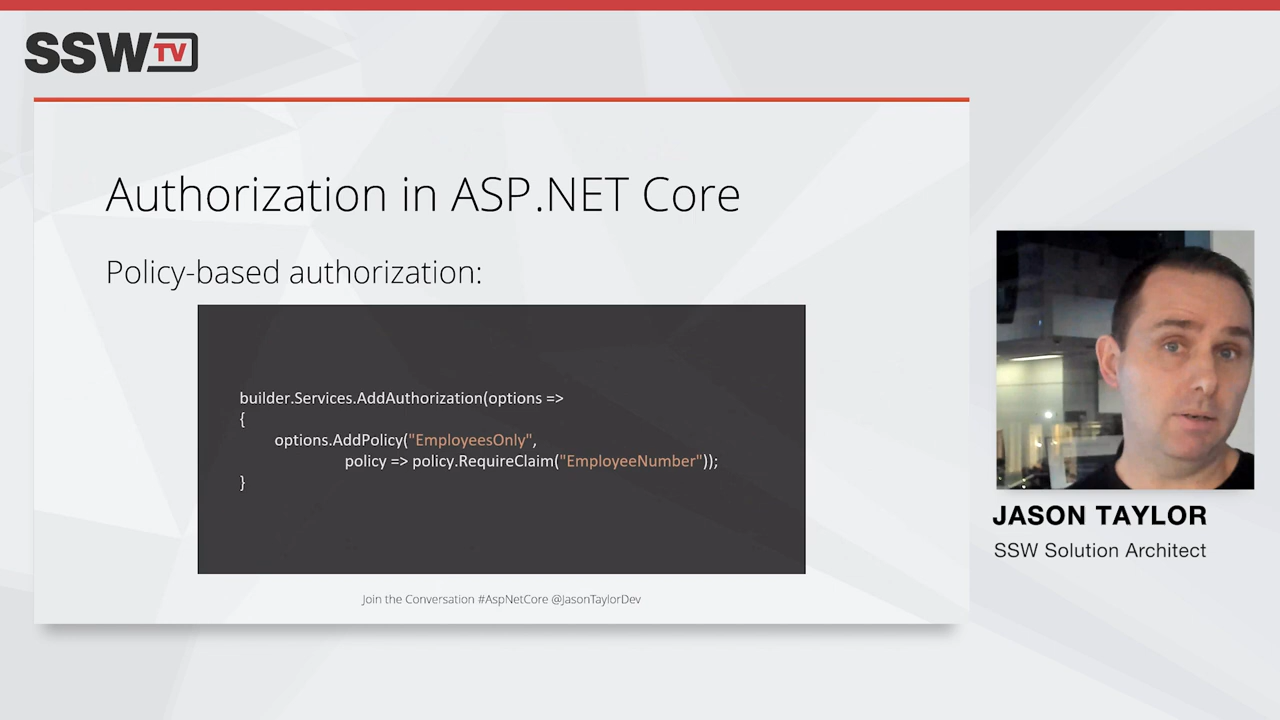 SSW TV
Authorization in ASP.NET Core
Policy-based authorization:
builder.Services.AddAuthorization(options =>
{
options.AddPolicy("EmployeesOnly",
policy => policy.RequireClaim("EmployeeNumber"));
}
Join the Conversation #AspNetCore @JasonTaylorDev
JASON TAYLOR
SSW Solution Architect